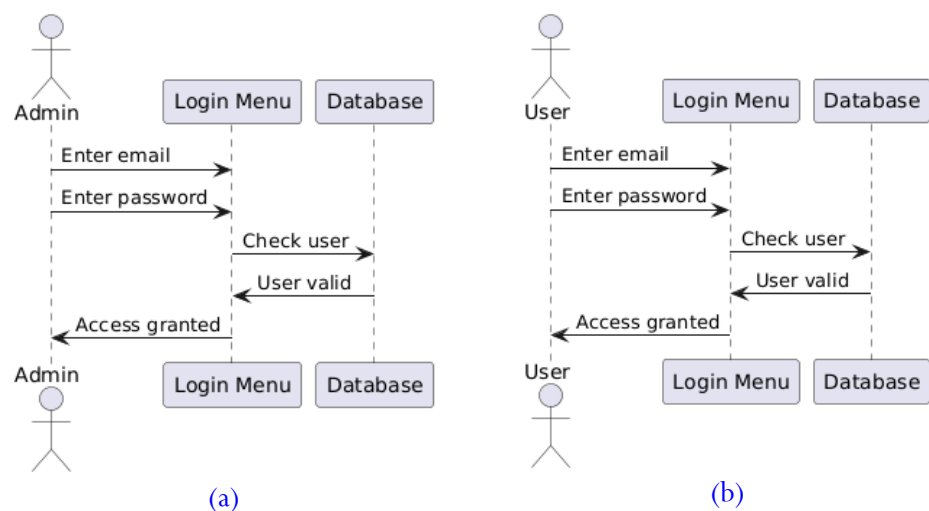 Admin
Login Menu
Database
Enter email
Enter password
Check user
User valid
Access granted
Admin
Login Menu
Database
(a)
User
Login Menu
Database
Enter email
Enter password
Check user
User valid
Access granted
User
Login Menu
Database
(b)